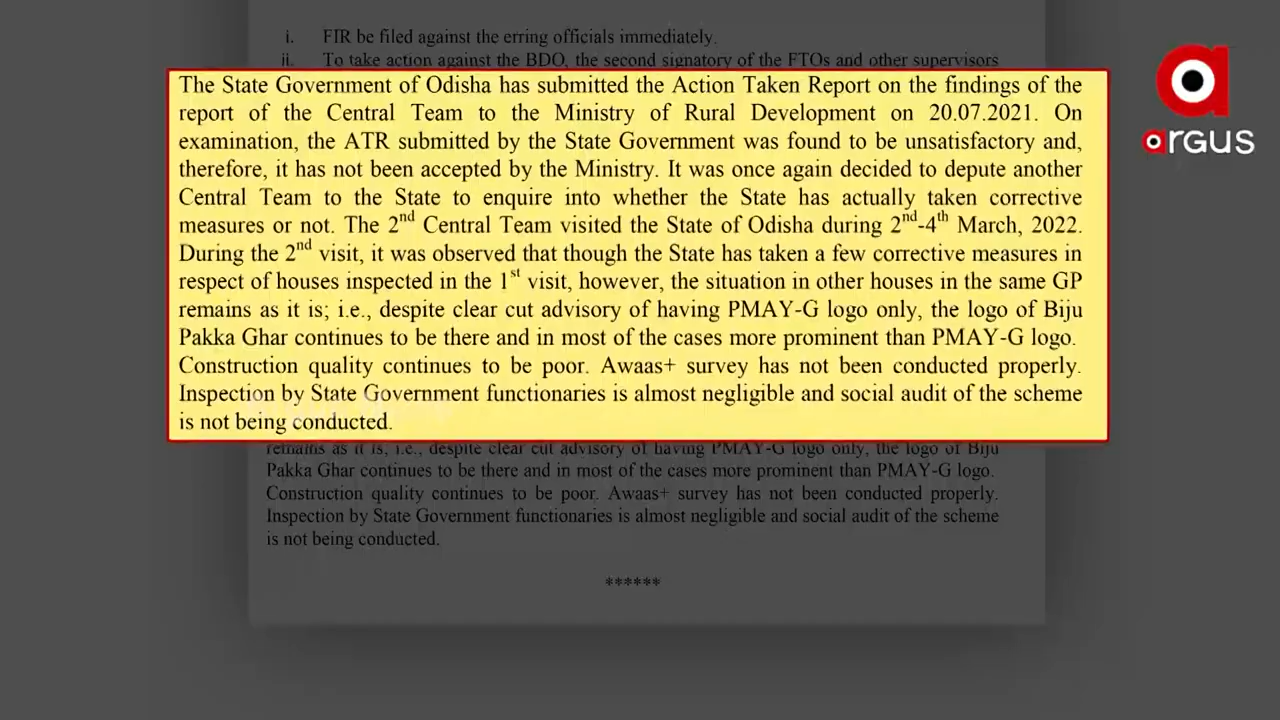 i. FIR be filed against the erring officials immediately.
ii. To take action against the BDO, the second signatory of the FTOs and other supervisors
The State Government of Odisha has submitted the Action Taken Report on the findings of the
report of the Central Team to the Ministry of Rural Development on 20.07.2021. On
examination, the ATR submitted by the State Government was found to be unsatisfactory and,
therefore, it has not been accepted by the Ministry. It was once again decided to depute another
Central Team to the State to enquire into whether the State has actually taken corrective
measures or not. The 2nd Central Team visited the State of Odisha during 2nd-4th March, 2022.
During the 2nd visit, it was observed that though the State has taken a few corrective measures in
respect of houses inspected in the 1st visit, however, the situation in other houses in the same GP
remains as it is; i.e., despite clear cut advisory of having PMAY-G logo only, the logo of Biju
Pakka Ghar continues to be there and in most of the cases more prominent than PMAY-G logo.
Construction quality continues to be poor. Awaas+ survey has not been conducted properly.
Inspection by State Government functionaries is almost negligible and social audit of the scheme
is not being conducted.
remains as it is; i.e., despite clear cut advisory of having PMAY-G logo only, the logo of Biju
Pakka Ghar continues to be there and in most of the cases more prominent than PMAY-G logo.
Construction quality continues to be poor. Awaas+ survey has not been conducted properly.
Inspection by State Government functionaries is almost negligible and social audit of the scheme
is not being conducted.
******
argus